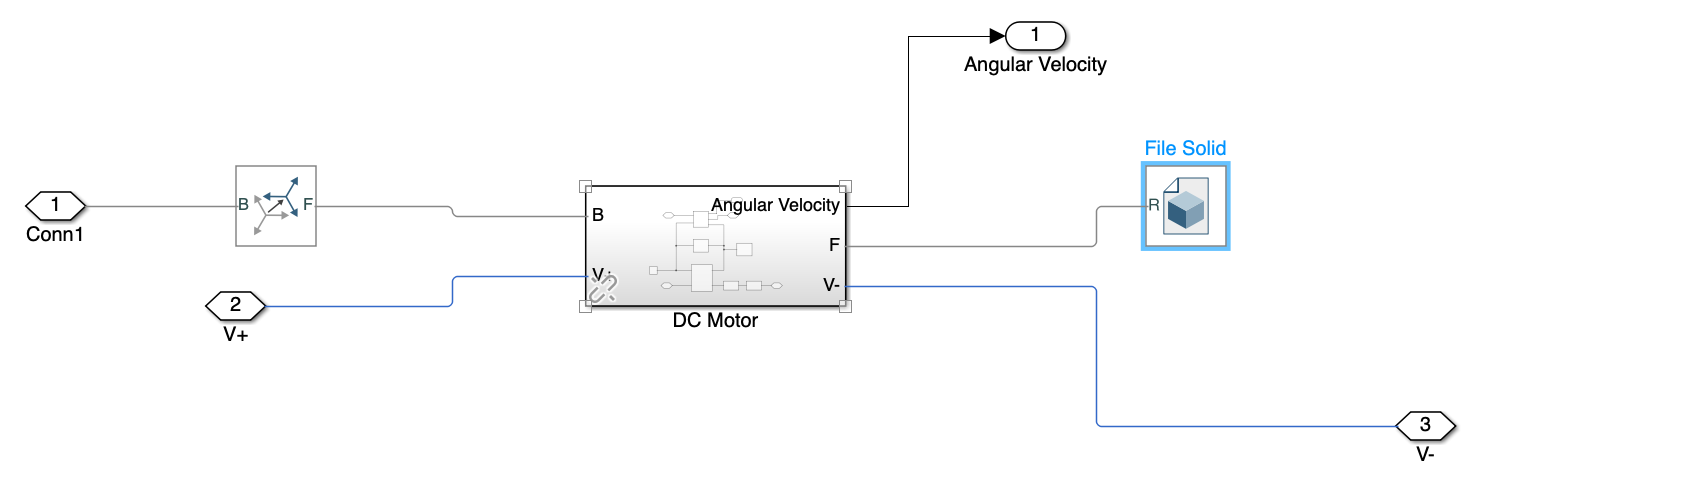 1
Angular Velocity
File Solid
1
Conn1
B
F
B
Angular Velocity
R
F
V+
V-
2
V+
DC Motor
3
V-